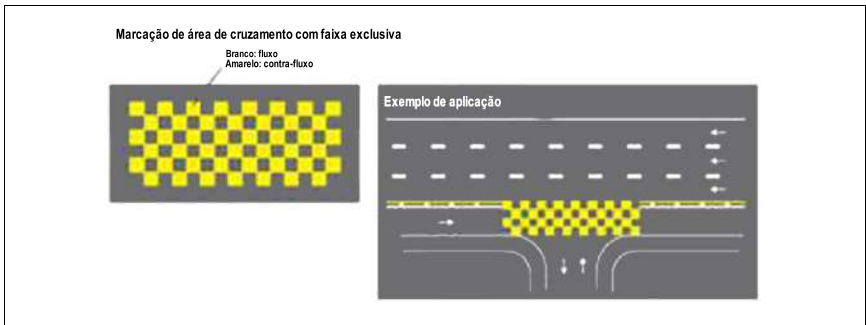 Marcação de área de cruzamento com faixa exclusiva
Branco: fluxo
Amarelo: contra-fluxo
Exemplo de aplicação